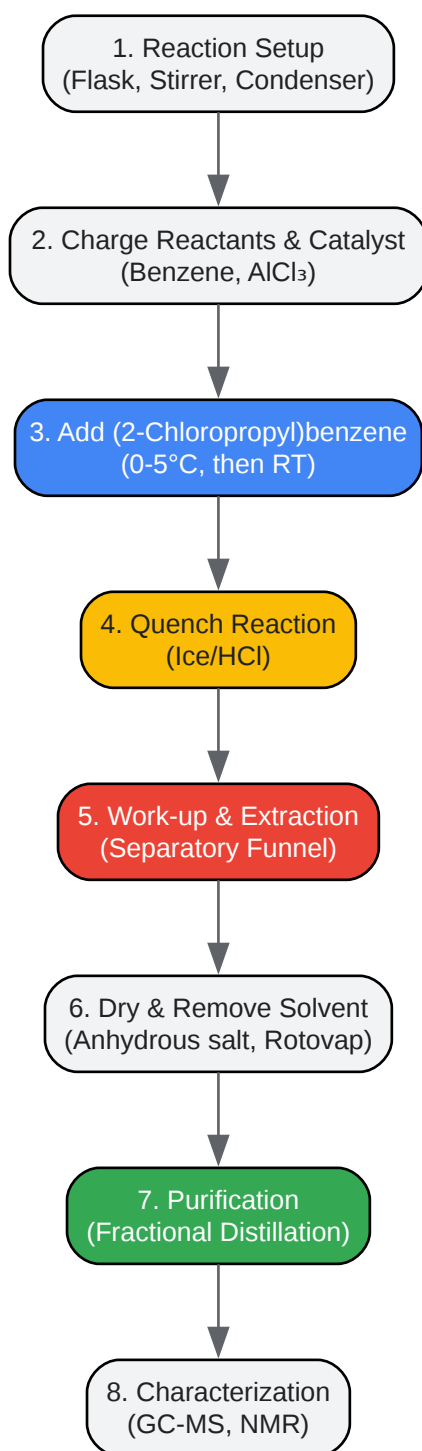 1. Reaction Setup
(Flask, Stirrer, Condenser)
2. Charge Reactants & Catalyst
(Benzene, AlCl₃)
3. Add (2-Chloropropyl)benzene
(0-5°C, then RT)
4. Quench Reaction
(Ice/HCl)
5. Work-up & Extraction
(Separatory Funnel)
6. Dry & Remove Solvent
(Anhydrous salt, Rotovap)
7. Purification
(Fractional Distillation)
8. Characterization
(GC-MS, NMR)